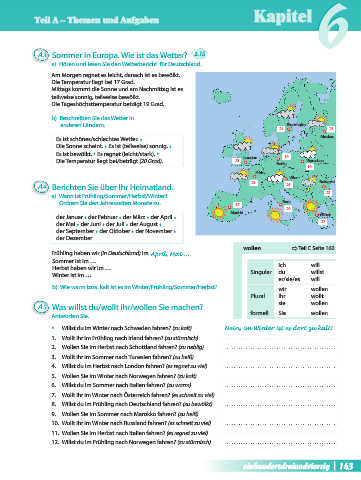 Teil A – Themen und Aufgaben
Kapitel 6
Sommer in Europa. Wie ist das Wetter?
a) Hören und lesen Sie den Wetterbericht für Deutschland.
Am Morgen regnet es leicht, danach ist es bewölkt.
Die Temperatur liegt bei 17 Grad.
Mittags kommt die Sonne und am Nachmittag ist es
teilweise sonnig, teilweise bewölkt.
Die Tageshöchsttemperatur beträgt 19 Grad.
b) Beschreiben Sie das Wetter in
anderen Ländern.
Es ist schönes/schlechtes Wetter.
Die Sonne scheint. • Es ist (teilweise) sonnig. •
Es ist bewölkt. • Es regnet (leicht/stark). •
Die Temperatur liegt bei/beträgt (20 Grad).
Berichten Sie über Ihr Heimatland.
a) Wann ist Frühling/Sommer/Herbst/Winter?
Ordnen Sie den Jahreszeiten Monate zu.
der Januar • der Februar • der März • der April •
der Mai • der Juni • der Juli • der August •
der September • der Oktober • der November •
der Dezember
Frühling haben wir (in Deutschland) im April, Mai ...
Sommer ist im ...
Herbst haben wir im ...
Winter ist im ...
b) Wie warm bzw. kalt ist es im Winter/Frühling/Sommer/Herbst?
wollen ⇨ Teil C Seite 160
Singular ich will
du willst
er/sie/es will
Plural wir wollen
ihr wollt
sie wollen
formell Sie wollen
Was willst du/wollt ihr/wollen Sie machen?
Antworten Sie.
• Willst du im Winter nach Schweden fahren? (zu kalt) Nein, im Winter ist es dort zu kalt!
1. Wollt ihr im Frühling nach Irland fahren? (zu stürmisch)
2. Wollen Sie im Herbst nach Schottland fahren? (zu neblig)
3. Wollt ihr im Sommer nach Tunesien fahren? (zu heiß)
4. Willst du im Herbst nach London fahren? (es regnet zu viel)
5. Wollen Sie im Winter nach Norwegen fahren? (zu kalt)
6. Willst du im Sommer nach Italien fahren? (zu warm)
7. Wollt ihr im Winter nach Österreich fahren? (es schneit zu viel)
8. Willst du im Frühling nach Deutschland fahren? (zu bewölkt)
9. Wollen Sie im Sommer nach Marokko fahren? (zu heiß)
10. Wollt ihr im Winter nach Russland fahren? (es schneit zu viel)
11. Wollen Sie im Herbst nach Italien fahren? (es regnet zu viel)
12. Willst du im Frühling nach Norwegen fahren? (zu stürmisch)
einhundertdreiundsechzig | 163